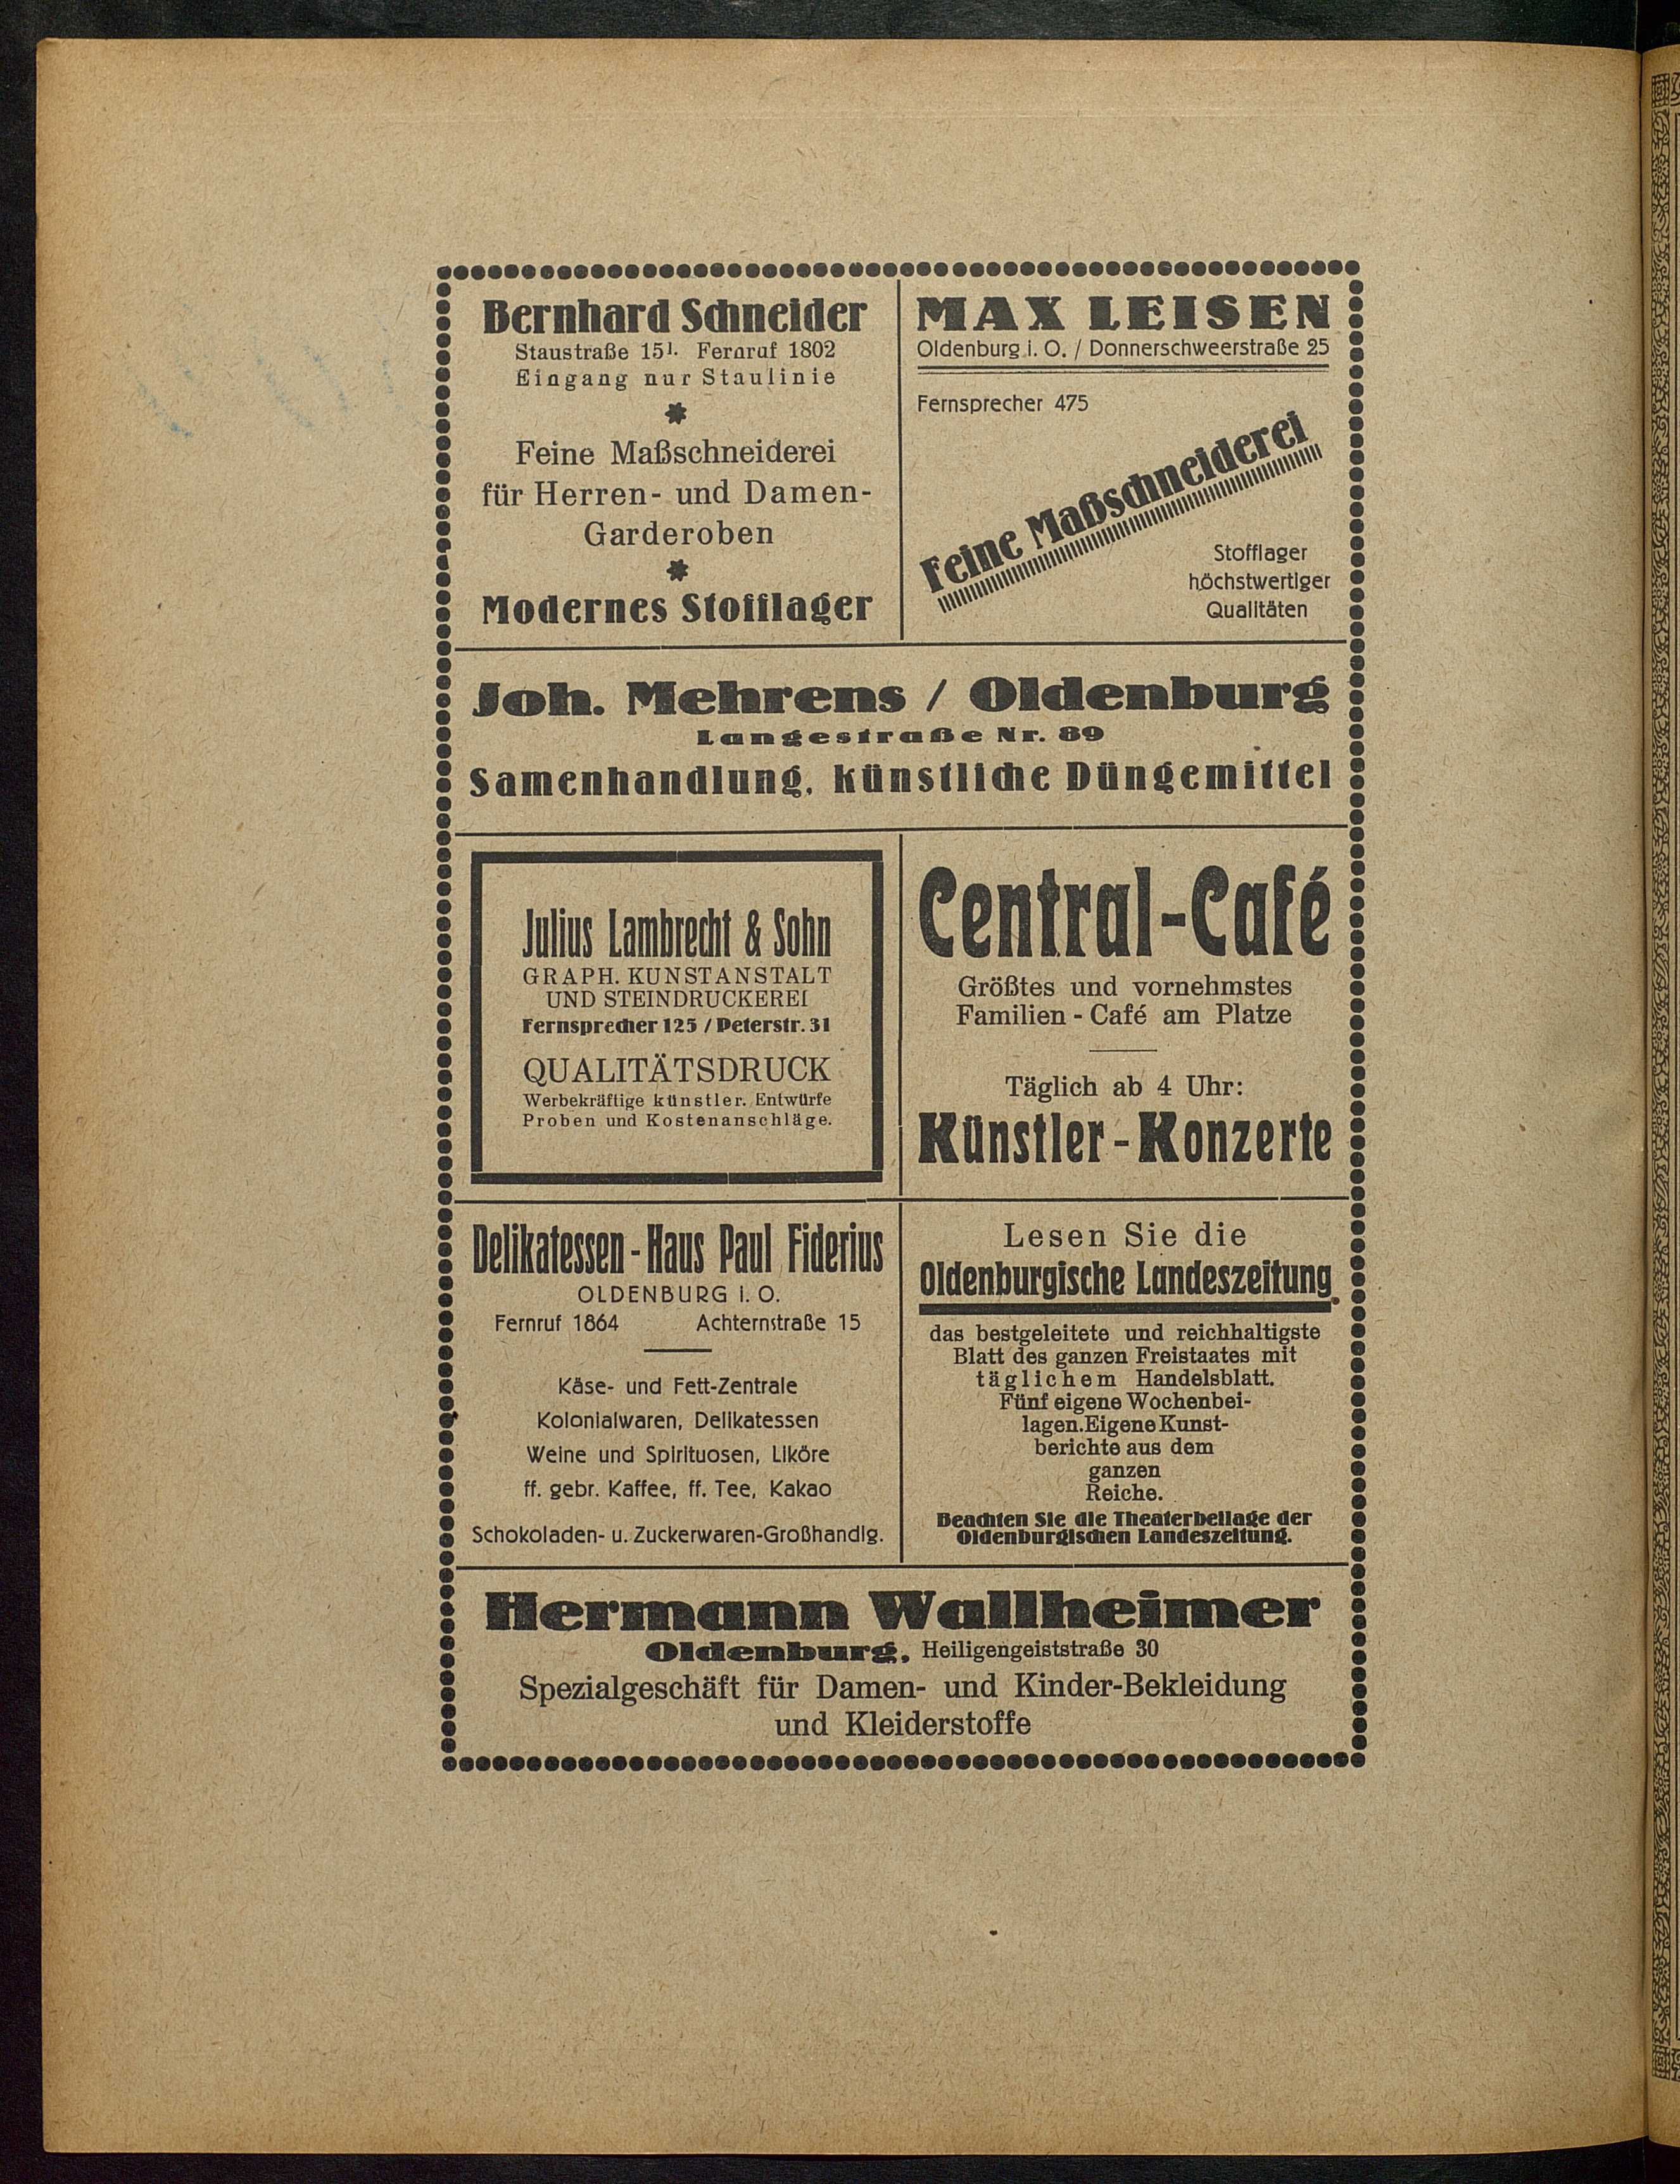 Bernhard Schneider
Staustraße 15¹· Fernruf 1802
Eingang nur Staulinie
Feine Maßschneiderei
für Herren- und Damen-
Garderoben
Modernes Stofflager
MAX LEISEN
Oldenburg i. O. / Donnerschweerstraße 25
Fernsprecher 475
Feine Maßschneiderei
Stofflager
höchstwertiger
Qualitäten
Joh. Mehrens / Oldenburg
Langestraße Nr. 89
Samenhandlung, künstliche Düngemittel
Julius Lambrecht & Sohn
GRAPH. KUNSTANSTALT
UND STEINDRUCKEREI
Fernsprecher 125 / Peterstr. 31
QUALITÄTSDRUCK
Werbekräftige künstler. Entwürfe
Proben und Kostenanschläge.
Central-Café
Größtes und vornehmstes
Familien-Café am Platze
Täglich ab 4 Uhr:
Künstler-Konzerte
Delikatessen-Haus Paul Fiderius
OLDENBURG i. O.
Fernruf 1864 Achternstraße 15
Käse- und Fett-Zentrale
Kolonialwaren, Delikatessen
Weine und Spirituosen, Liköre
ff. gebr. Kaffee, ff. Tee, Kakao
Schokoladen- u. Zuckerwaren-Großhandlg.
Lesen Sie die
Oldenburgische Landeszeitung
das bestgeleitete und reichhaltigste
Blatt des ganzen Freistaates mit
täglichem Handelsblatt.
Fünf eigene Wochenbei-
lagen. Eigene Kunst-
berichte aus dem
ganzen
Reiche.
Beachten Sie die Theaterbeilage der
Oldenburgischen Landeszeitung.
Hermann Wallheimer
Oldenburg, Heiligengeiststraße 30
Spezialgeschäft für Damen- und Kinder-Bekleidung
und Kleiderstoffe